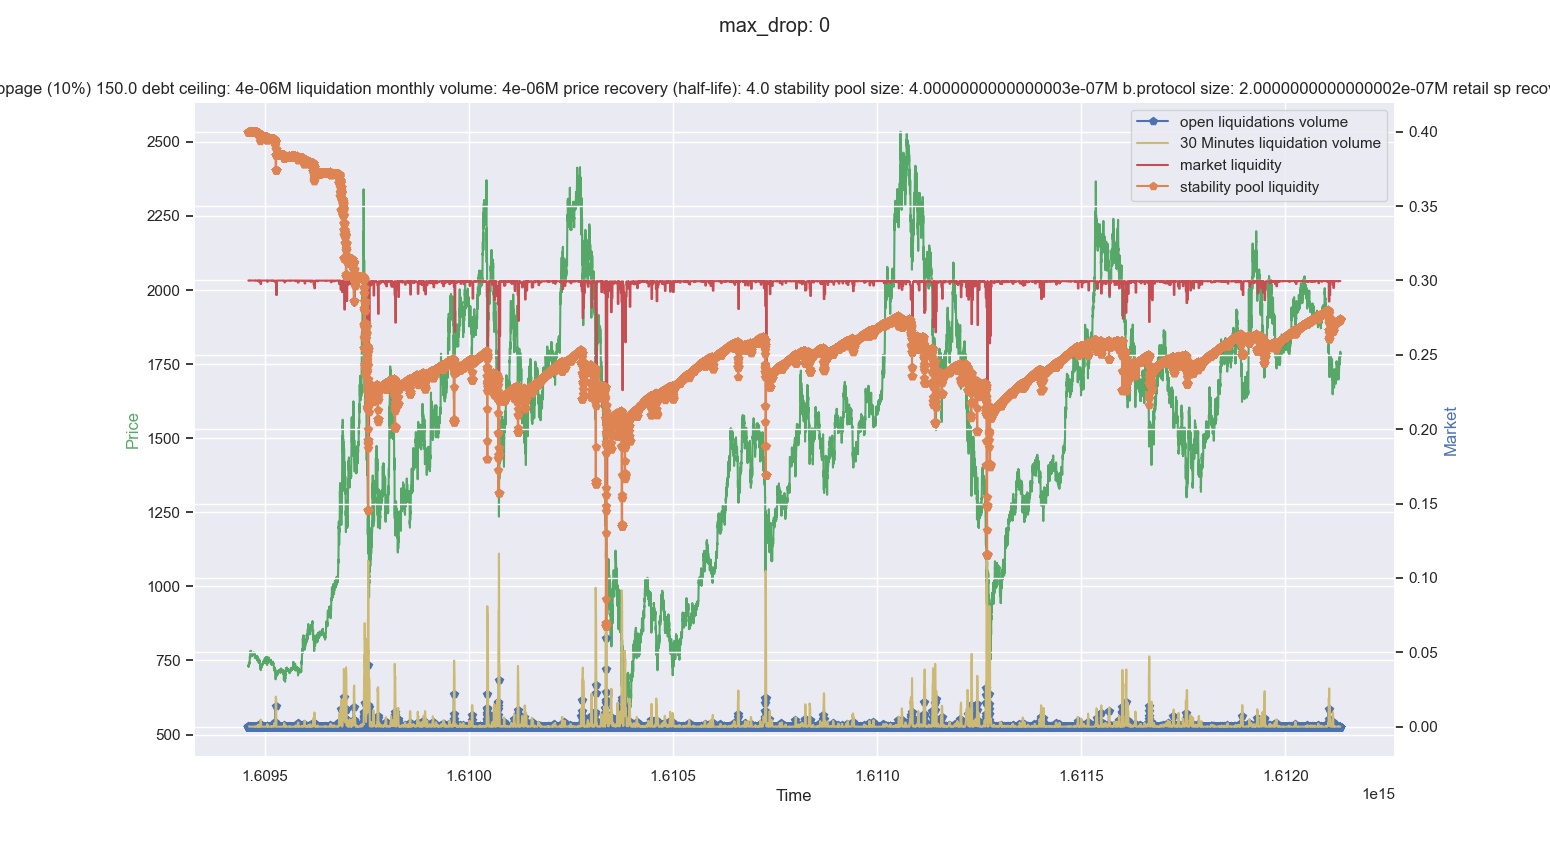 max_drop: 0
opage (10%) 150.0 debt ceiling: 4e-06M liquidation monthly volume: 4e-06M price recovery (half-life): 4.0 stability pool size: 4.0000000000000003e-07M b.protocol size: 2.0000000000000002e-07M retail sp reco
open liquidations volume
30 Minutes liquidation volume
market liquidity
stability pool liquidity
2500
2250
2000
1750
1500
1250
1000
750
500
Price
0.40
0.35
0.30
0.25
0.20
0.15
0.10
0.05
0.00
Market
1.6095 1.6100 1.6105 1.6110 1.6115 1.6120
Time
1e15